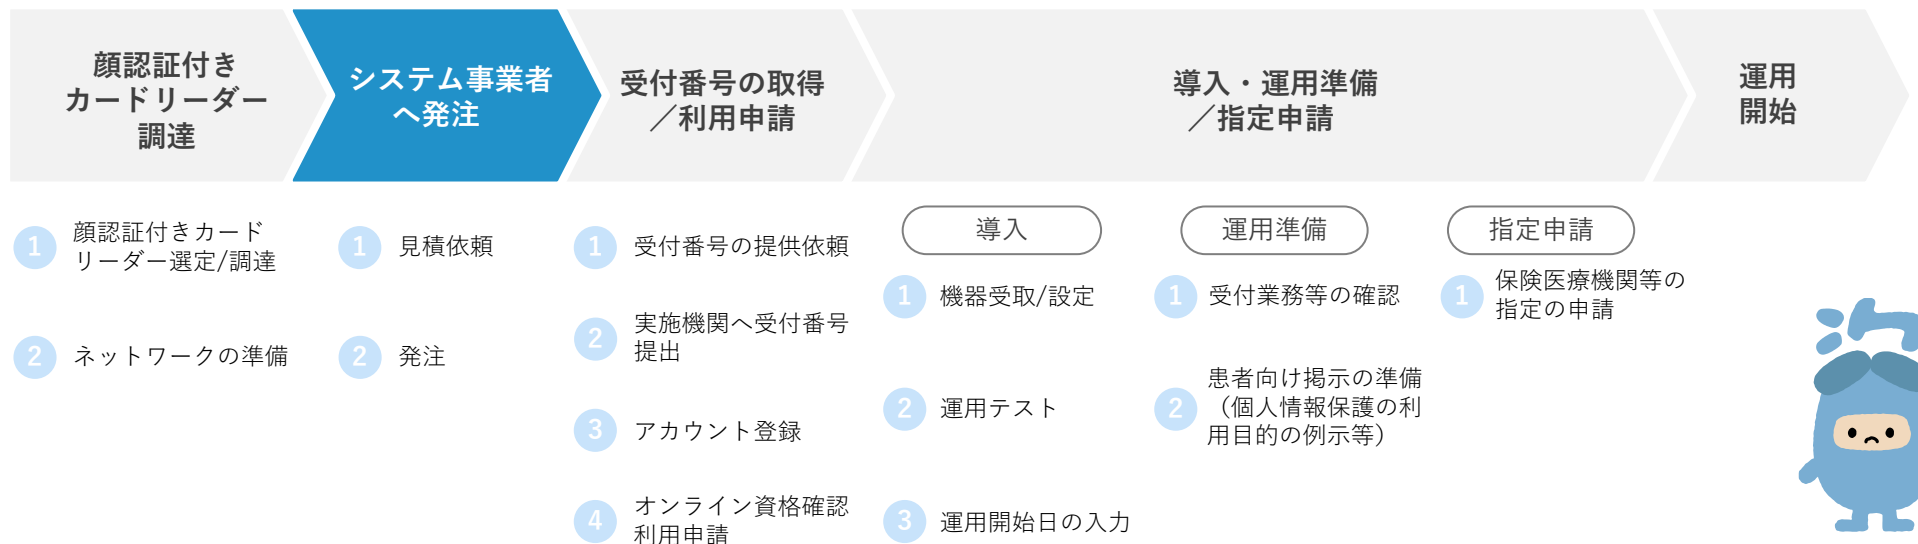 顔認証付き
カードリーダー
調達
システム事業者
へ発注
受付番号の取得
／利用申請
導入・運用準備
／指定申請
運用
開始
1 顔認証付きカード
リーダー選定/調達
2 ネットワークの準備
1 見積依頼
2 発注
1 受付番号の提供依頼
2 実施機関へ受付番号
提出
3 アカウント登録
4 オンライン資格確認
利用申請
導入
1 機器受取/設定
2 運用テスト
3 運用開始日の入力
運用準備
1 受付業務等の確認
2 患者向け掲示の準備
（個人情報保護の利
用目的の例示等）
指定申請
1 保険医療機関等の
指定の申請